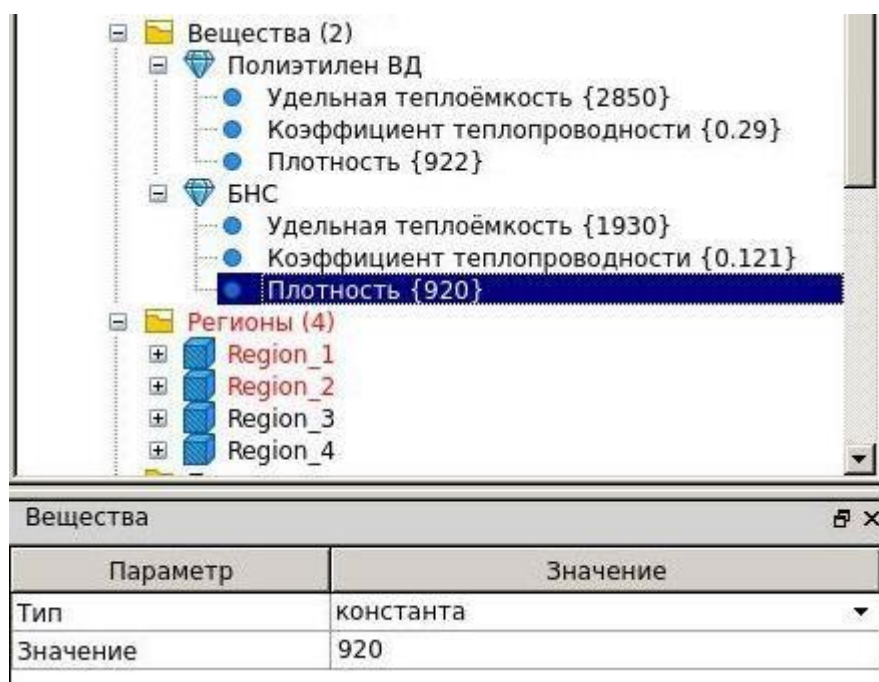 Вещества (2)
Полиэтилен ВД
Удельная теплоёмкость {2850}
Коэффициент теплопроводности {0.29}
Плотность {922}
БНС
Удельная теплоёмкость {1930}
Коэффициент теплопроводности {0.121}
Плотность {920}
Регионы (4)
Region_1
Region_2
Region_3
Region_4
Вещества
Параметр Значение
Тип константа
Значение 920